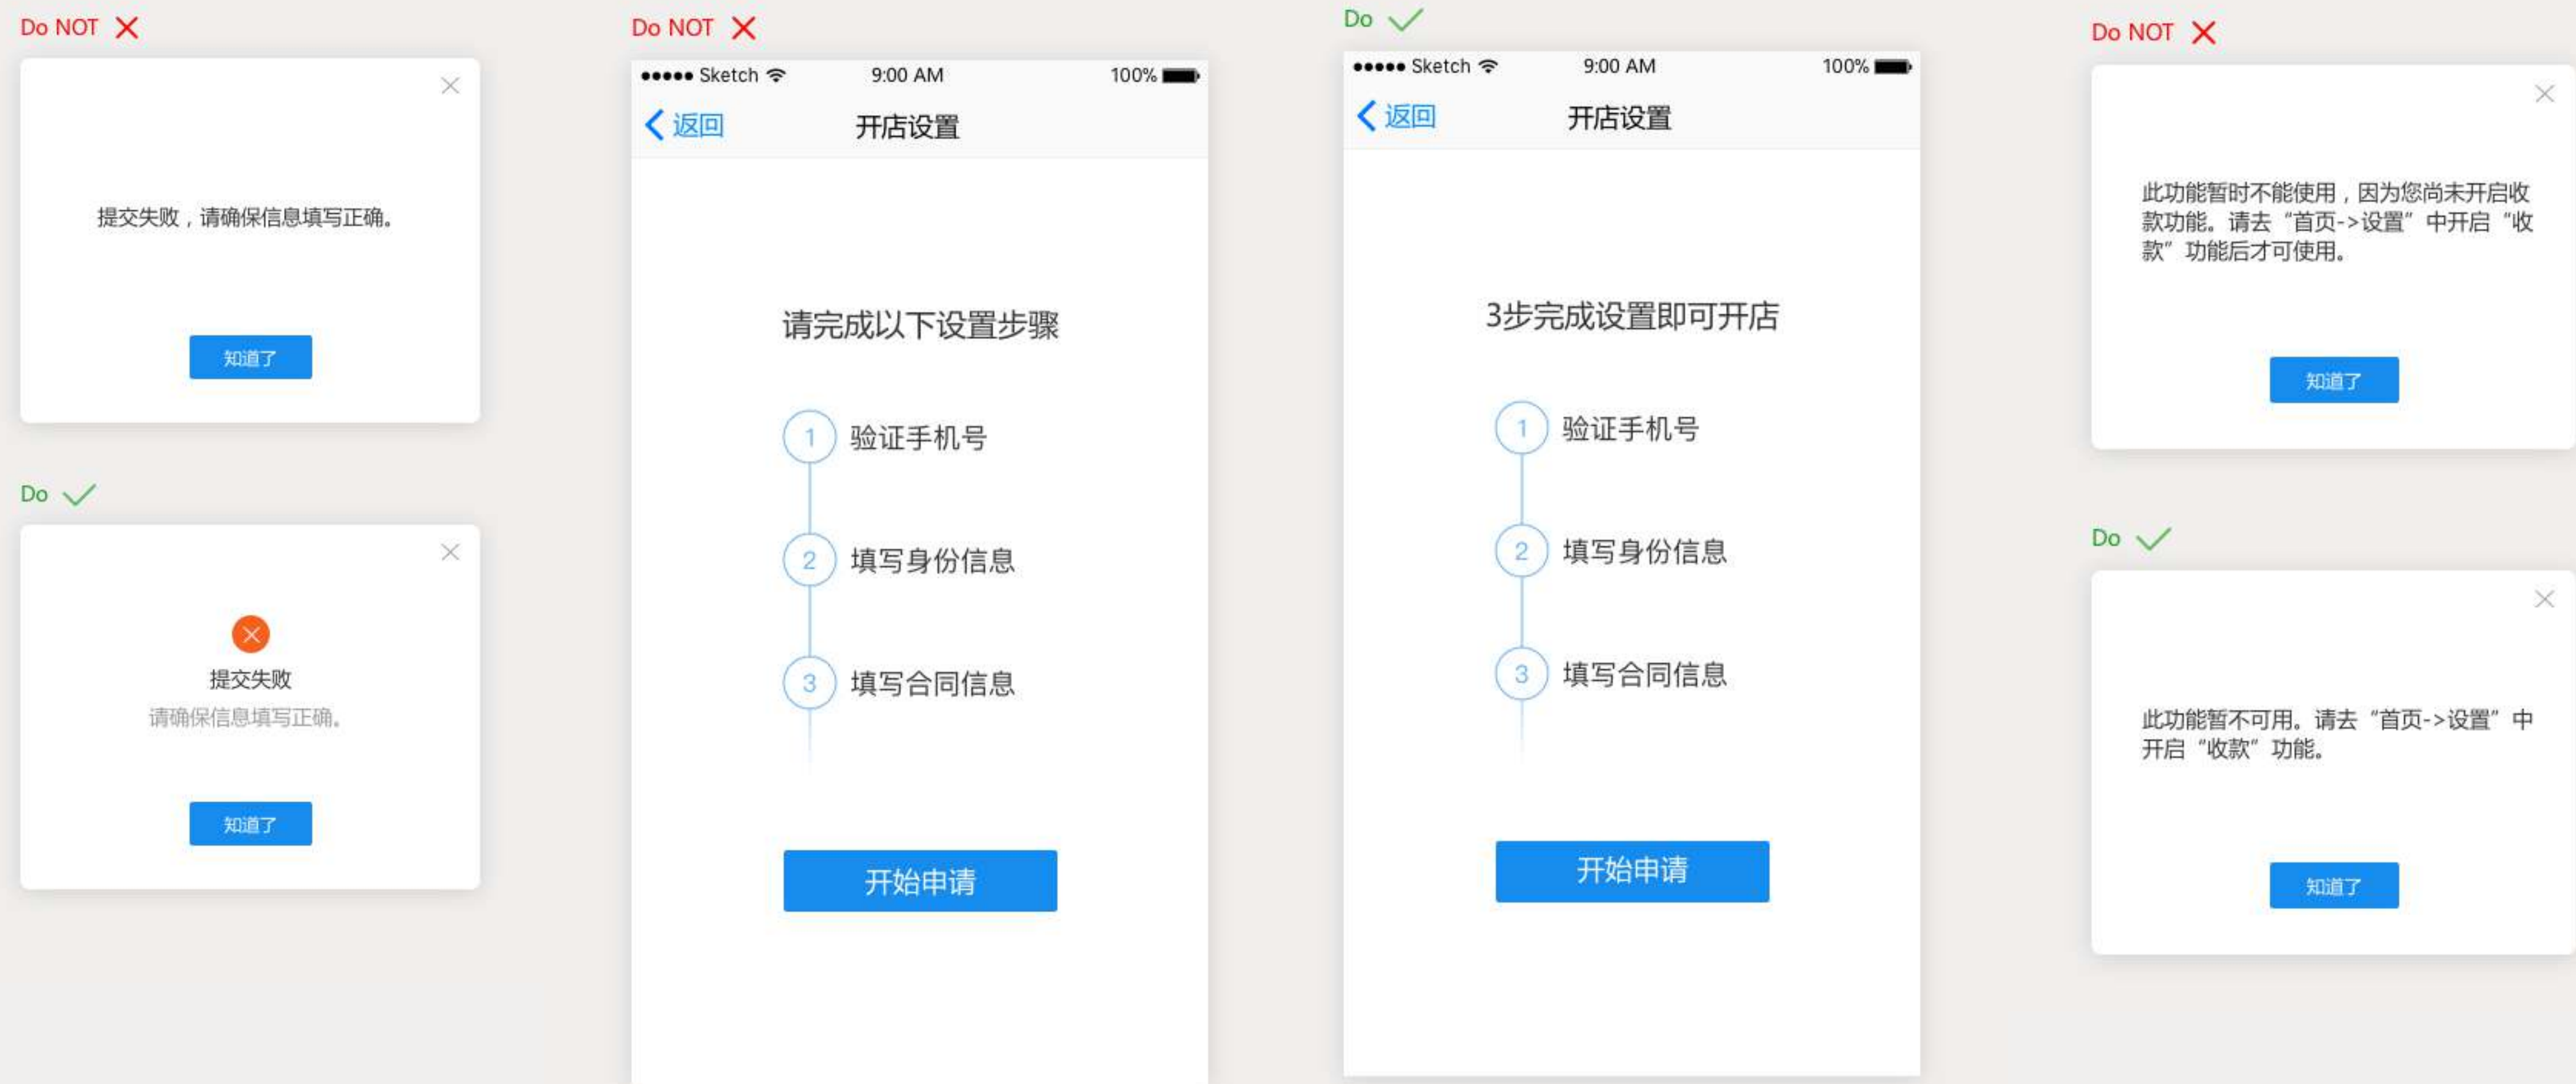 Do NOT
提交失败，请确保信息填写正确。
知道了
Do
提交失败
请确保信息填写正确。
知道了
Do NOT
Sketch 9:00 AM 100%
返回 开店设置
请完成以下设置步骤
1 验证手机号
2 填写身份信息
3 填写合同信息
开始申请
Do
Sketch 9:00 AM 100%
返回 开店设置
3步完成设置即可开店
1 验证手机号
2 填写身份信息
3 填写合同信息
开始申请
Do NOT
此功能暂时不能使用，因为您尚未开启收
款功能。请去“首页->设置”中开启“收
款”功能后才可使用。
知道了
Do
此功能暂不可用。请去“首页->设置”中
开启“收款”功能。
知道了